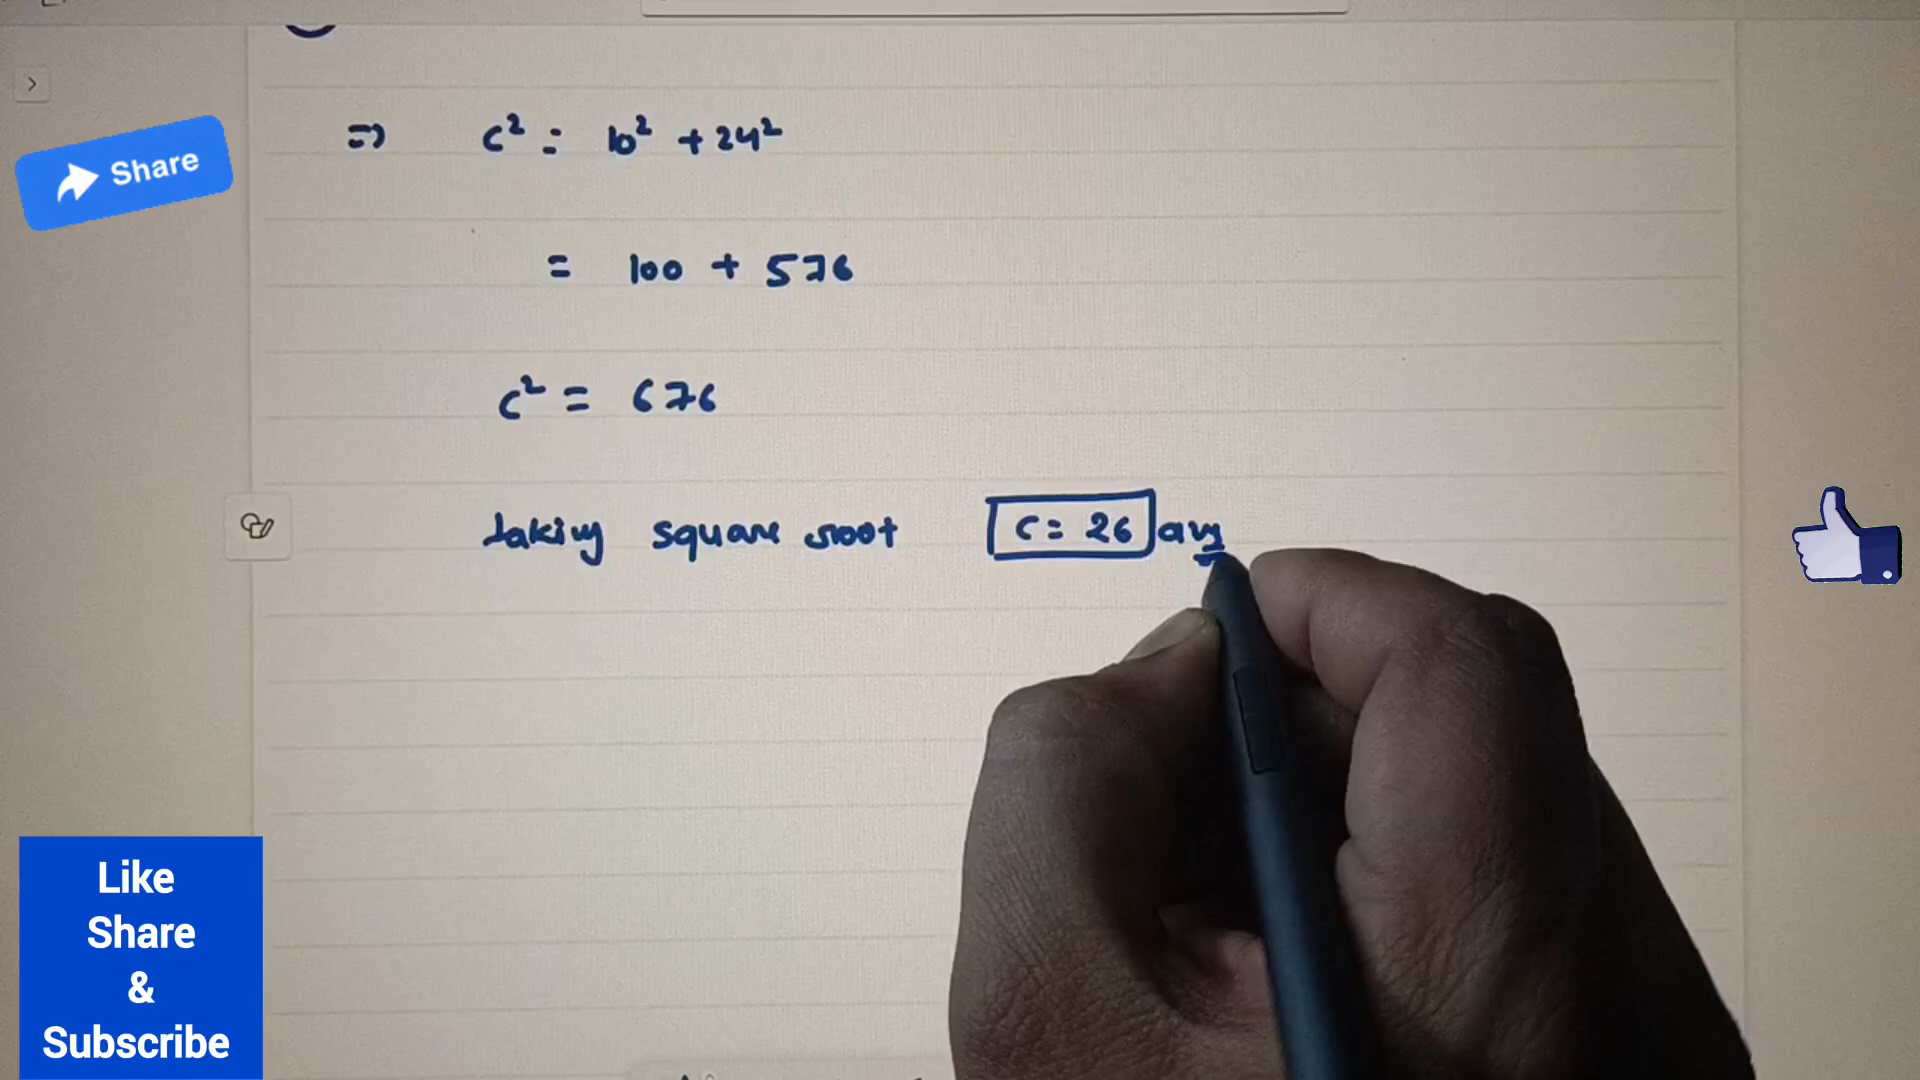 Share
=> c² = 10² + 24²
= 100 + 576
c² = 676
taking square root c = 26 ans
Like
Share
&
Subscribe